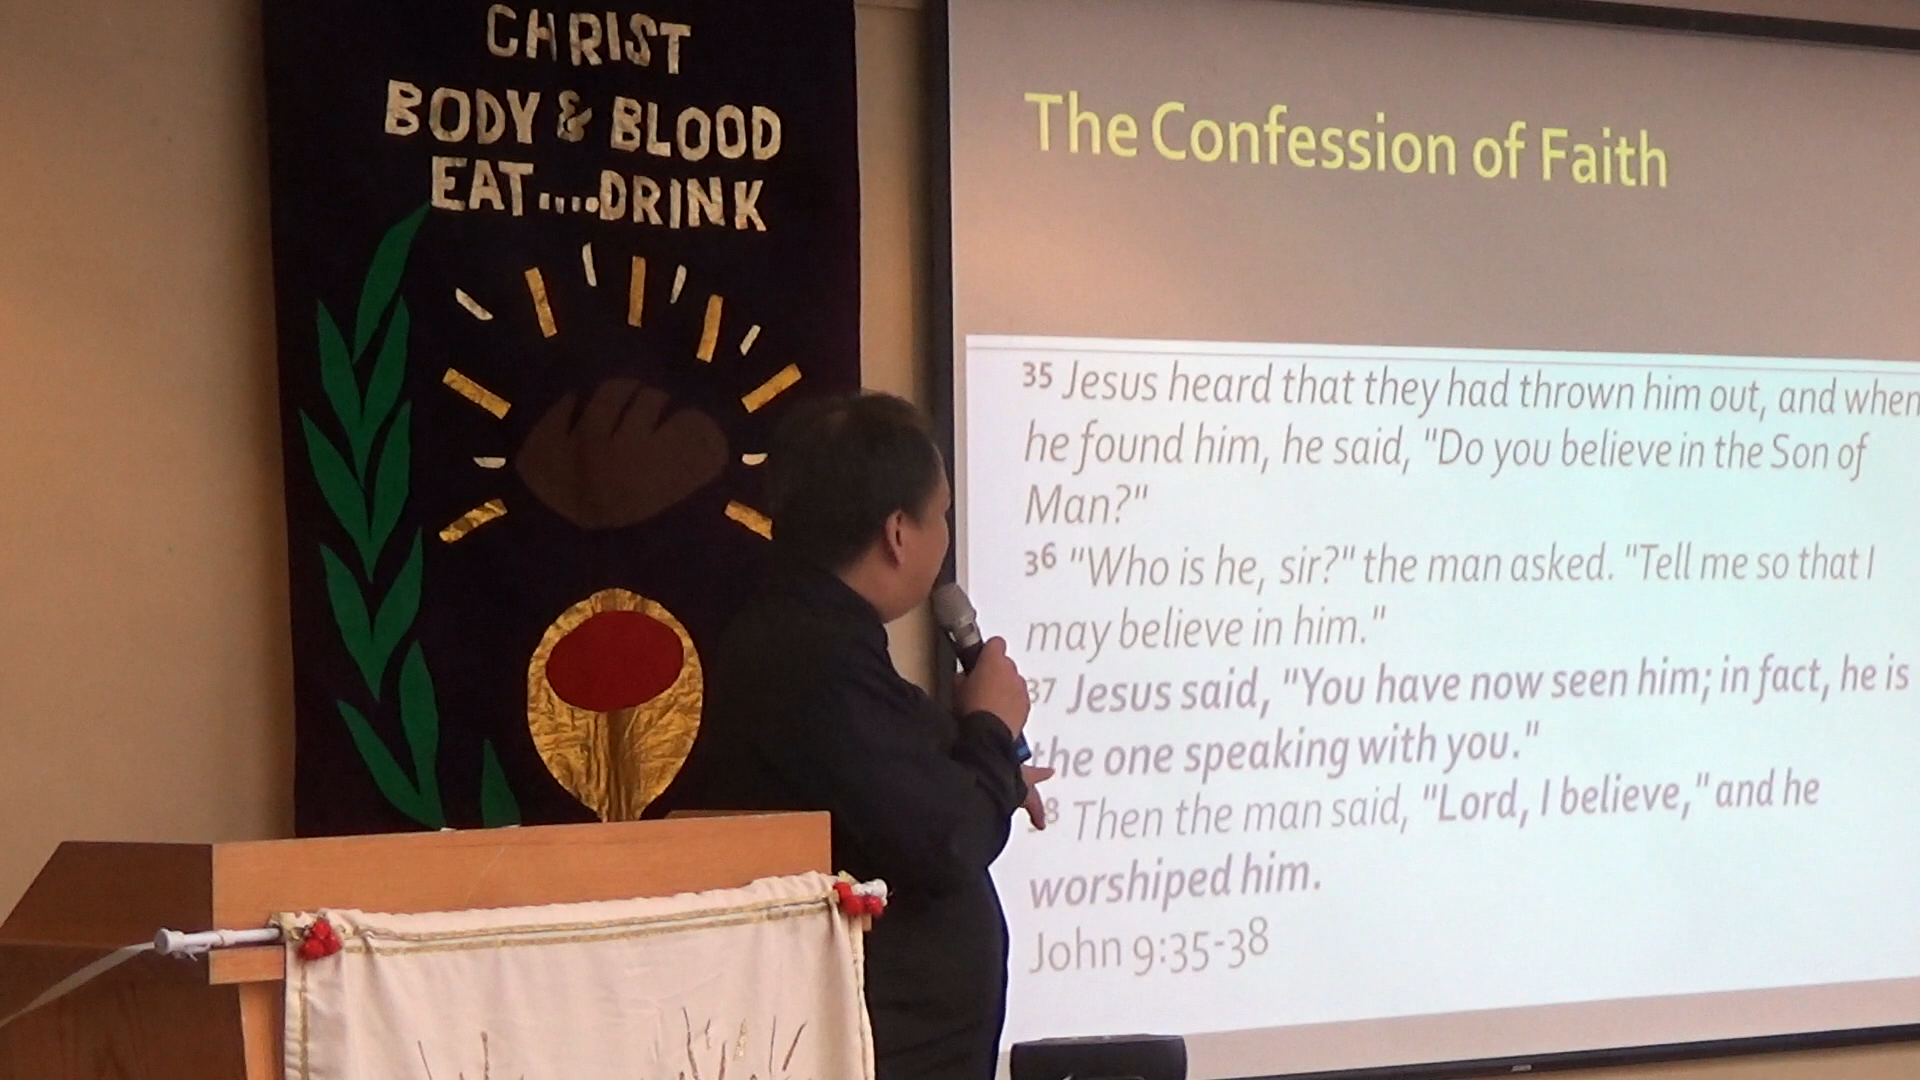 CHRIST
BODY & BLOOD
EAT....DRINK
The Confession of Faith
35 Jesus heard that they had thrown him out, and when
he found him, he said, "Do you believe in the Son of
Man?"
36 "Who is he, sir?" the man asked. "Tell me so that I
may believe in him."
37 Jesus said, "You have now seen him; in fact, he is
the one speaking with you."
38 Then the man said, "Lord, I believe," and he
worshiped him.
John 9:35-38